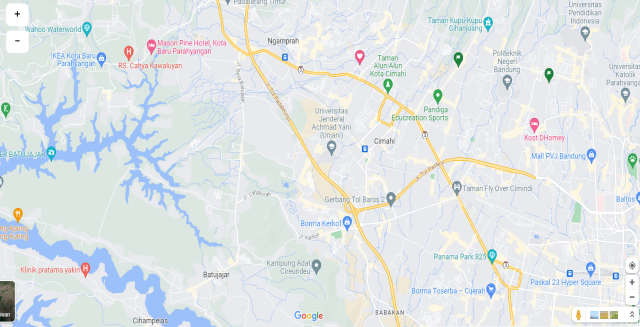 Padalarang Timur
Wahoo Waterworld
Taman Kupu Kupu
Cihanjuang
Universitas
Pendidikan
Indonesia
IKEA Kota Baru
Parahyangan
Mason Pine Hotel, Kota
Baru Parahyangan
RS. Cahya Kawaluyan
Ngamprah
Taman
Alun-Alun
Kota Cimahi
Politeknik
Negeri
Bandung
Universitas
Katolik
Parahyangan
Universitas
Jenderal
Achmad Yani
(Unjani)
Pandiga
Educreation Sports
Cimahi
Kost DHomey
Mall PVJ Bandung
Taman Fly Over Cimindi
Gerbang Tol Baros 2
Baltos
Borma Kerkof
Kampung Adat
Cireundeu
Panama Park 825
Klinik pratama yakin
Batujajar
Paskal 23 Hyper Square
Borma Toserba – Cijerah
Google
BABAKAN
Cihampelas